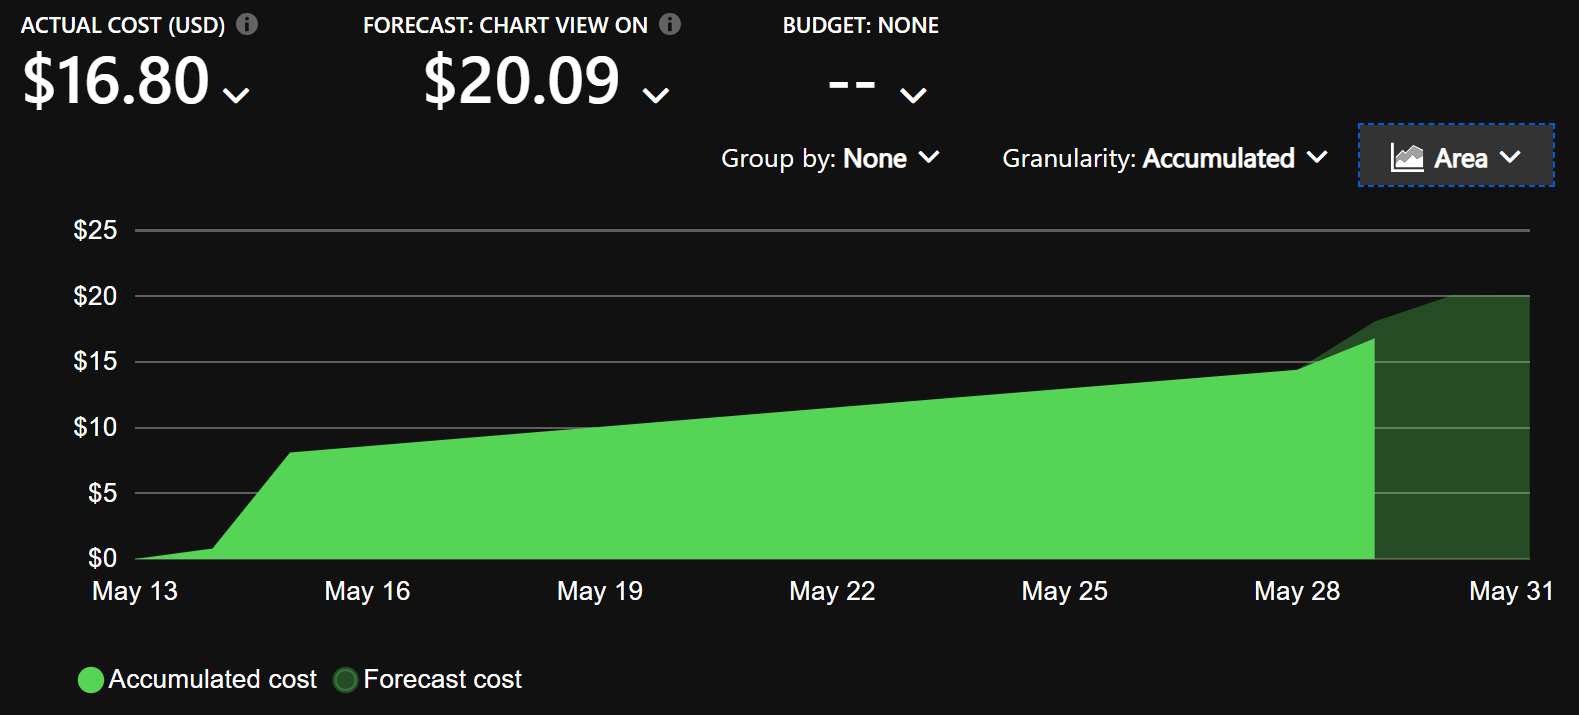 ACTUAL COST (USD)
FORECAST: CHART VIEW ON
BUDGET: NONE
$16.80
$20.09
--
Group by: None
Granularity: Accumulated
Area
$25
$20
$15
$10
$5
$0
May 13
May 16
May 19
May 22
May 25
May 28
May 31
Accumulated cost
Forecast cost